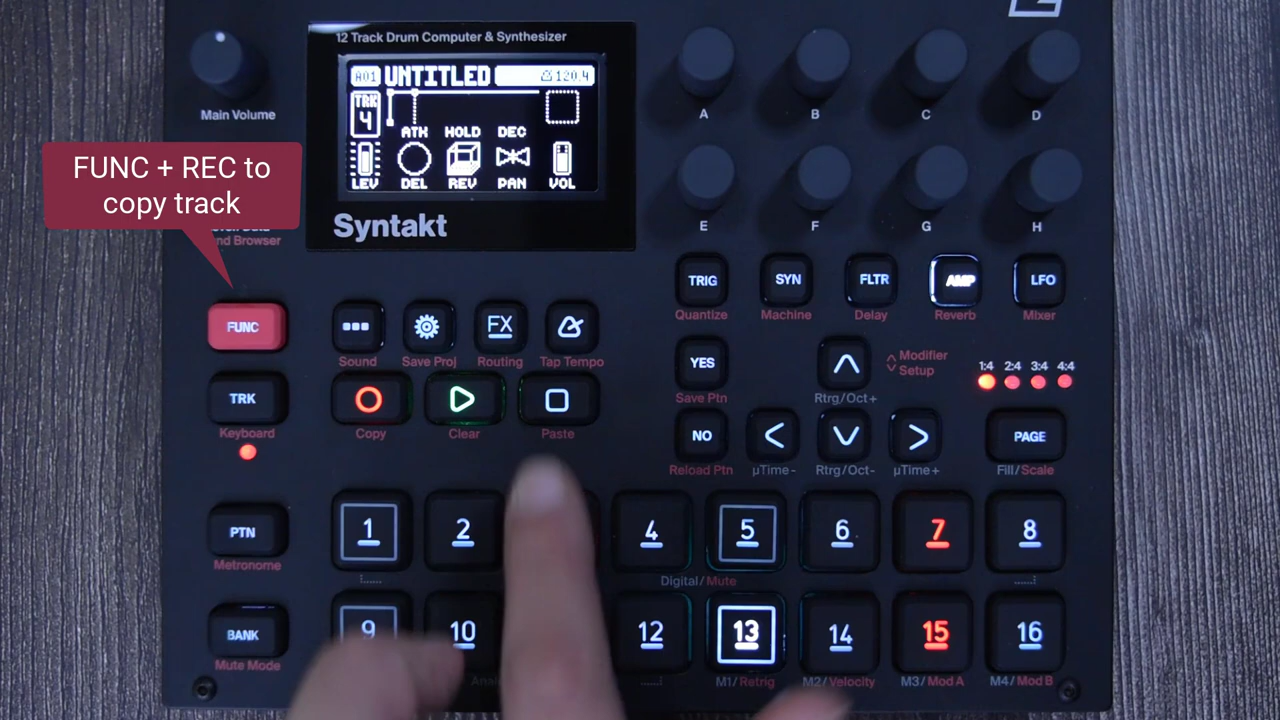 12 Track Drum Computer & Synthesizer
A01 UNTITLED 120.4
TRK
4
ATK HOLD DEC
LEV DEL REV PAN VOL
Syntakt
Main Volume
A B C D
E F G H
FUNC + REC to
copy track
nd Browser
TRIG SYN FLTR AMP LFO
Quantize Machine Delay Reverb Mixer
FUNC
FX
Sound Save Proj Routing Tap Tempo
TRK
Copy Clear Paste
Keyboard
YES
Save Ptn
Rtrg/Oct+
Modifier
Setup
1:4 2:4 3:4 4:4
NO
PAGE
Reload Ptn µTime- Rtrg/Oct- µTime+ Fill/Scale
PTN
Metronome
1 2 4 5 6 7 8
Digital/Mute
BANK
Mute Mode
9 10 12 13 14 15 16
M1/Retrig M2/Velocity M3/Mod A M4/Mod B